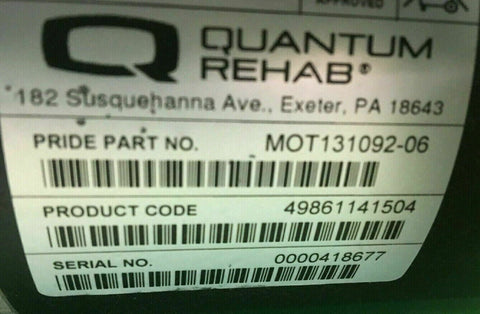 APPROVED
QUANTUM
REHAB®
182 Susquehanna Ave., Exeter, PA 18643
PRIDE PART NO. MOT131092-06
PRODUCT CODE 49861141504
SERIAL NO. 0000418677